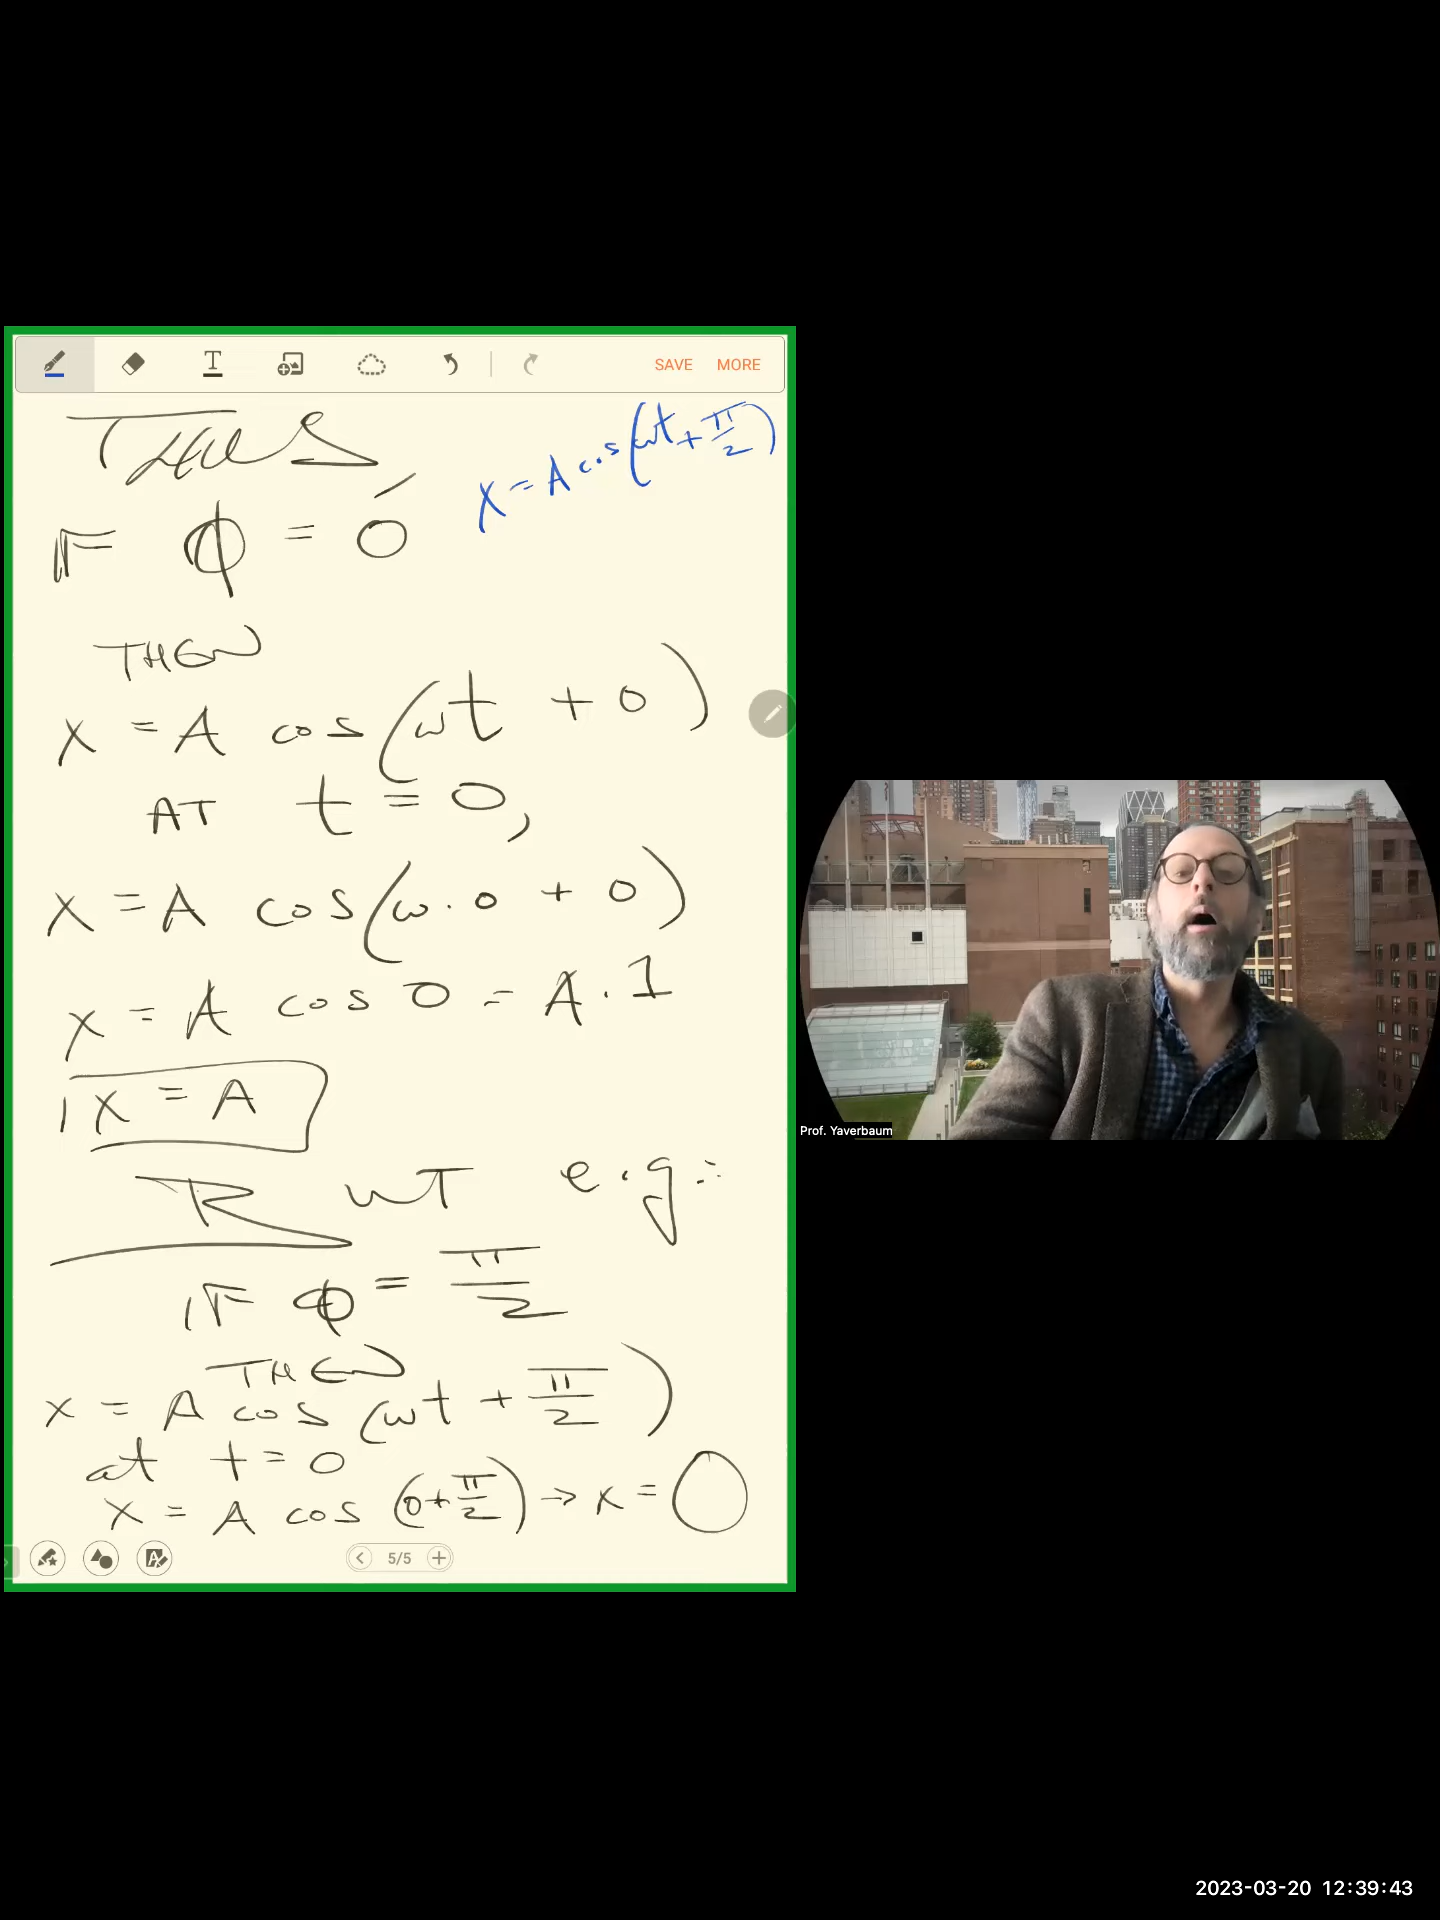 SAVE MORE
THUS,
x = A cos(ωt + π/2)
IF φ = 0
THEN
x = A cos(ωt + 0)
AT t = 0,
x = A cos(ω · 0 + 0)
x = A cos 0 = A · 1
x = A
e.g.:
IF φ = π/2
THEN
x = A cos(ωt + π/2)
at t = 0
x = A cos (0 + π/2) → x = 0
5/5
Prof. Yaverbaum
2023-03-20 12:39:43